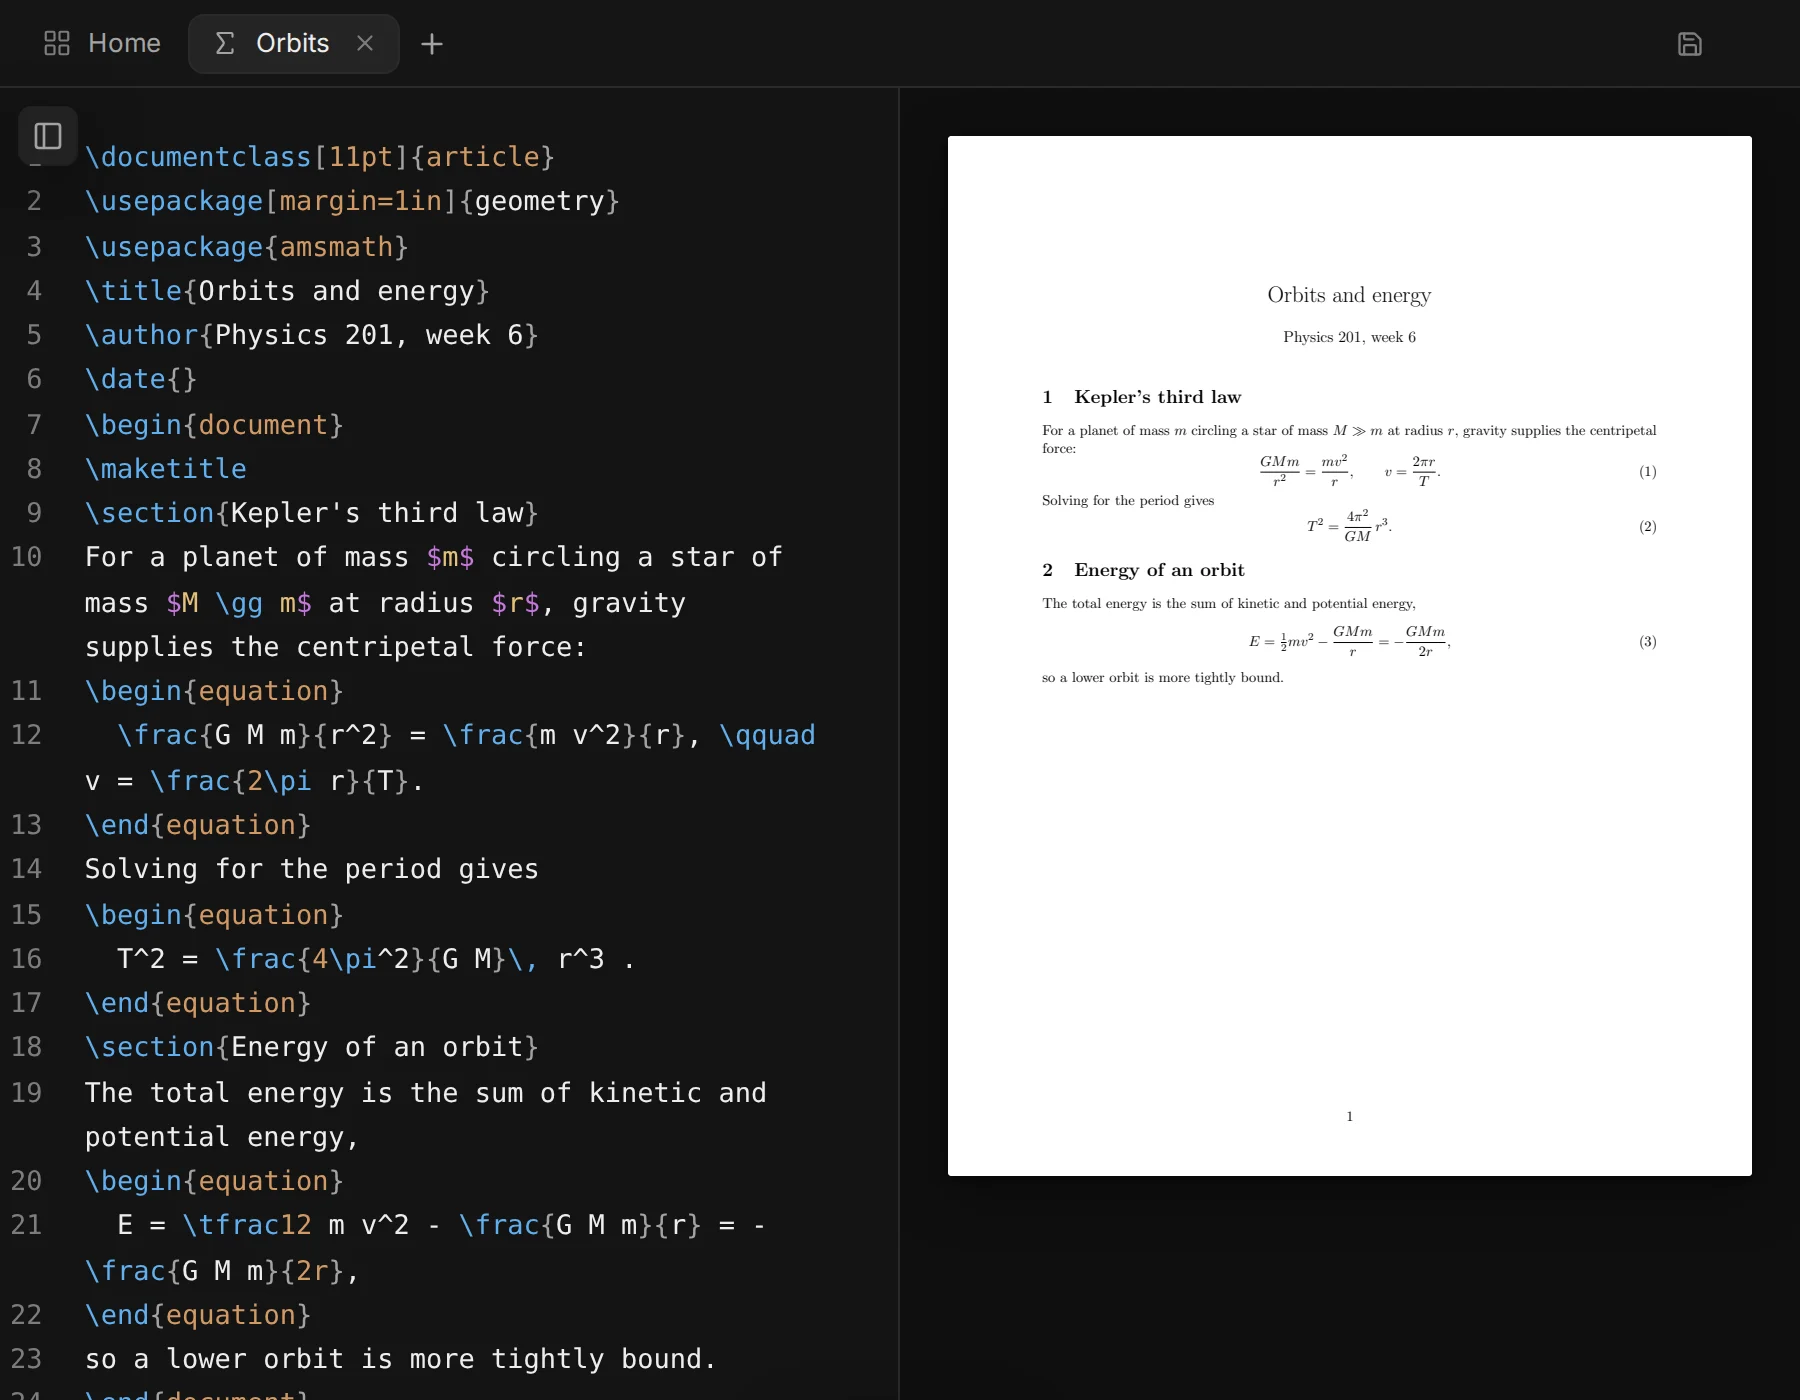 Home
Orbits
1 \documentclass[11pt]{article}
2 \usepackage[margin=1in]{geometry}
3 \usepackage{amsmath}
4 \title{Orbits and energy}
5 \author{Physics 201, week 6}
6 \date{}
7 \begin{document}
8 \maketitle
9 \section{Kepler's third law}
10 For a planet of mass $m$ circling a star of
mass $M \gg m$ at radius $r$, gravity
supplies the centripetal force:
11 \begin{equation}
12   \frac{G M m}{r^2} = \frac{m v^2}{r}, \qquad
v = \frac{2\pi r}{T}.
13 \end{equation}
14 Solving for the period gives
15 \begin{equation}
16   T^2 = \frac{4\pi^2}{G M}\, r^3 .
17 \end{equation}
18 \section{Energy of an orbit}
19 The total energy is the sum of kinetic and
potential energy,
20 \begin{equation}
21   E = \tfrac12 m v^2 - \frac{G M m}{r} = -
\frac{G M m}{2r},
22 \end{equation}
23 so a lower orbit is more tightly bound.
24 \end{document}
Orbits and energy
Physics 201, week 6
1 Kepler's third law
For a planet of mass m circling a star of mass M ≫ m at radius r, gravity supplies the centripetal
force:
GMm/r² = mv²/r, v = 2πr/T. (1)
Solving for the period gives
T² = 4π²/GM r³. (2)
2 Energy of an orbit
The total energy is the sum of kinetic and potential energy,
E = ½mv² − GMm/r = −GMm/2r, (3)
so a lower orbit is more tightly bound.
1